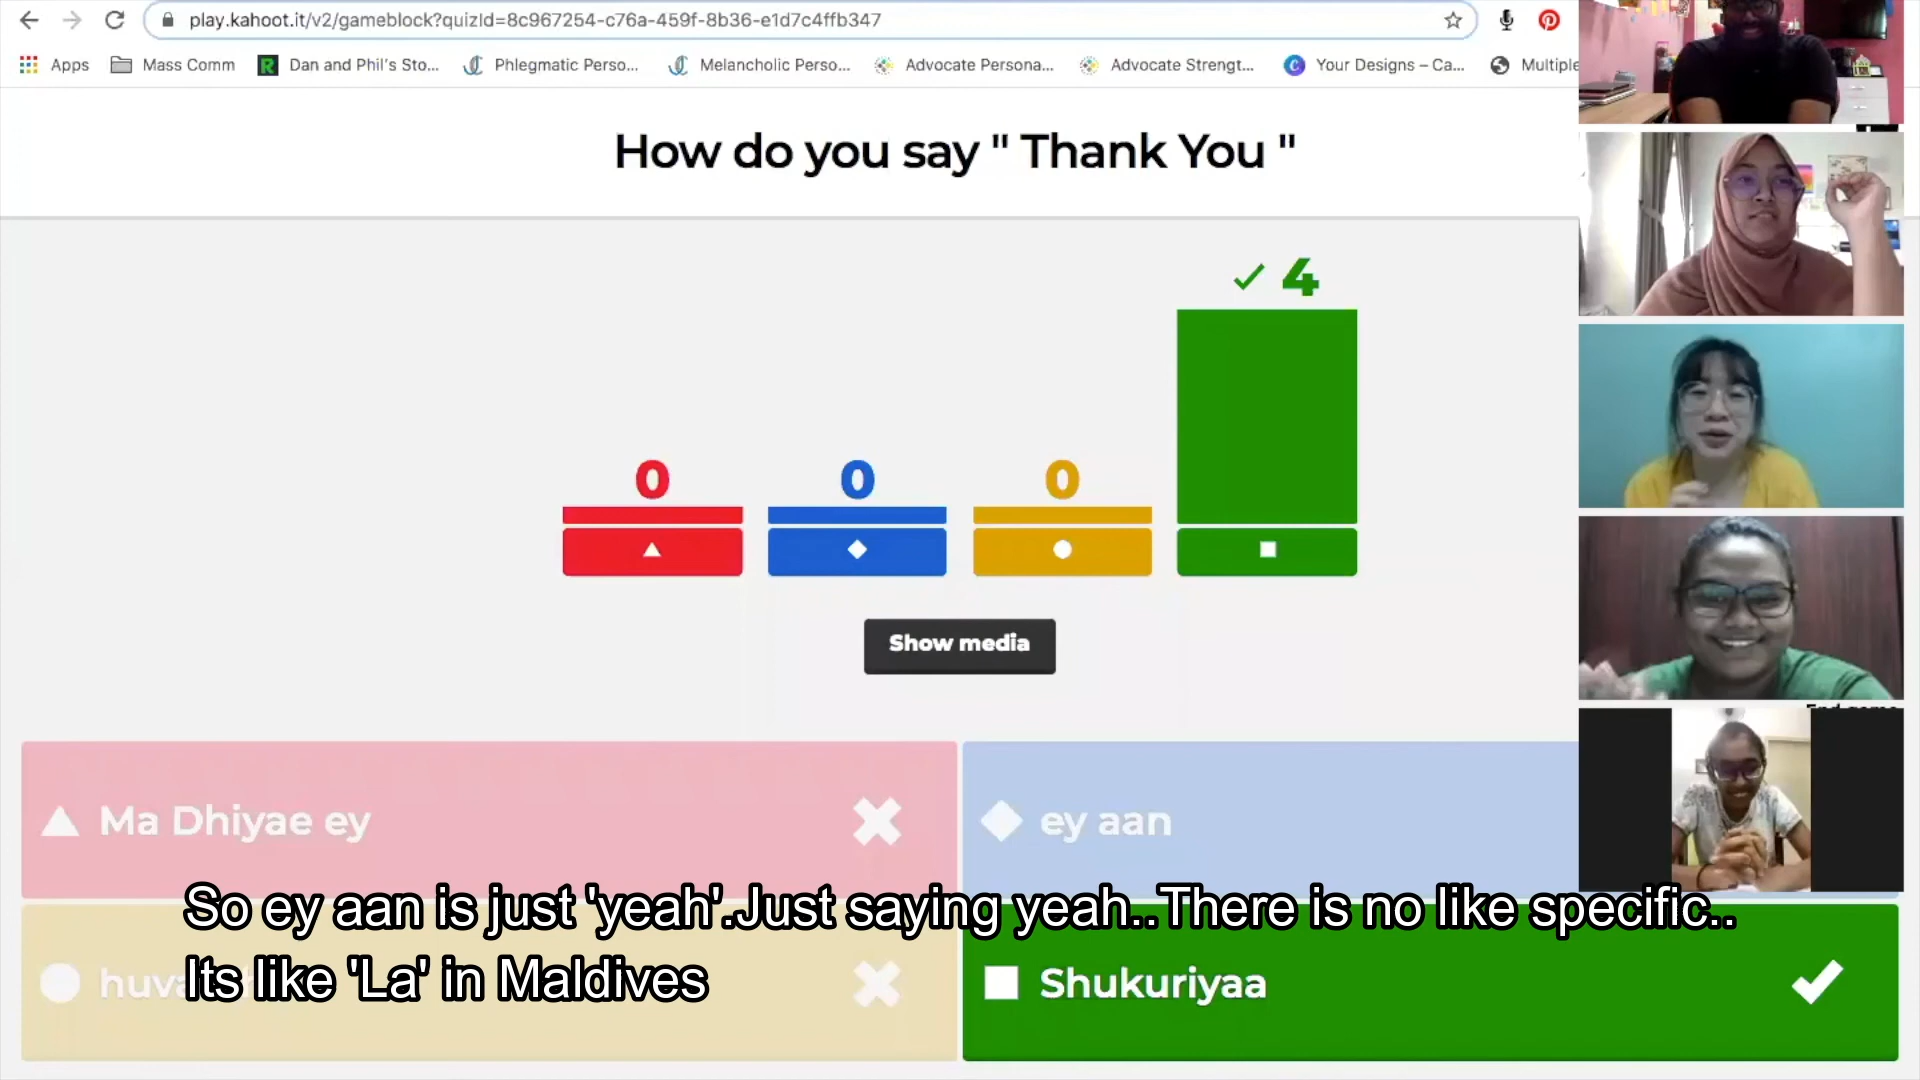 play.kahoot.it/v2/gameblock?quizId=8c967254-c76a-459f-8b36-e1d7c4ffb347
Apps Mass Comm Dan and Phil's Sto... Phlegmatic Perso... Melancholic Perso... Advocate Persona... Advocate Strengt... Your Designs – Ca... Multiple
How do you say " Thank You "
4
0 0 0
Show media
Ma Dhiyae ey
ey aan
So ey aan is just 'yeah'.Just saying yeah..There is no like specific..
Its like 'La' in Maldives
Shukuriyaa